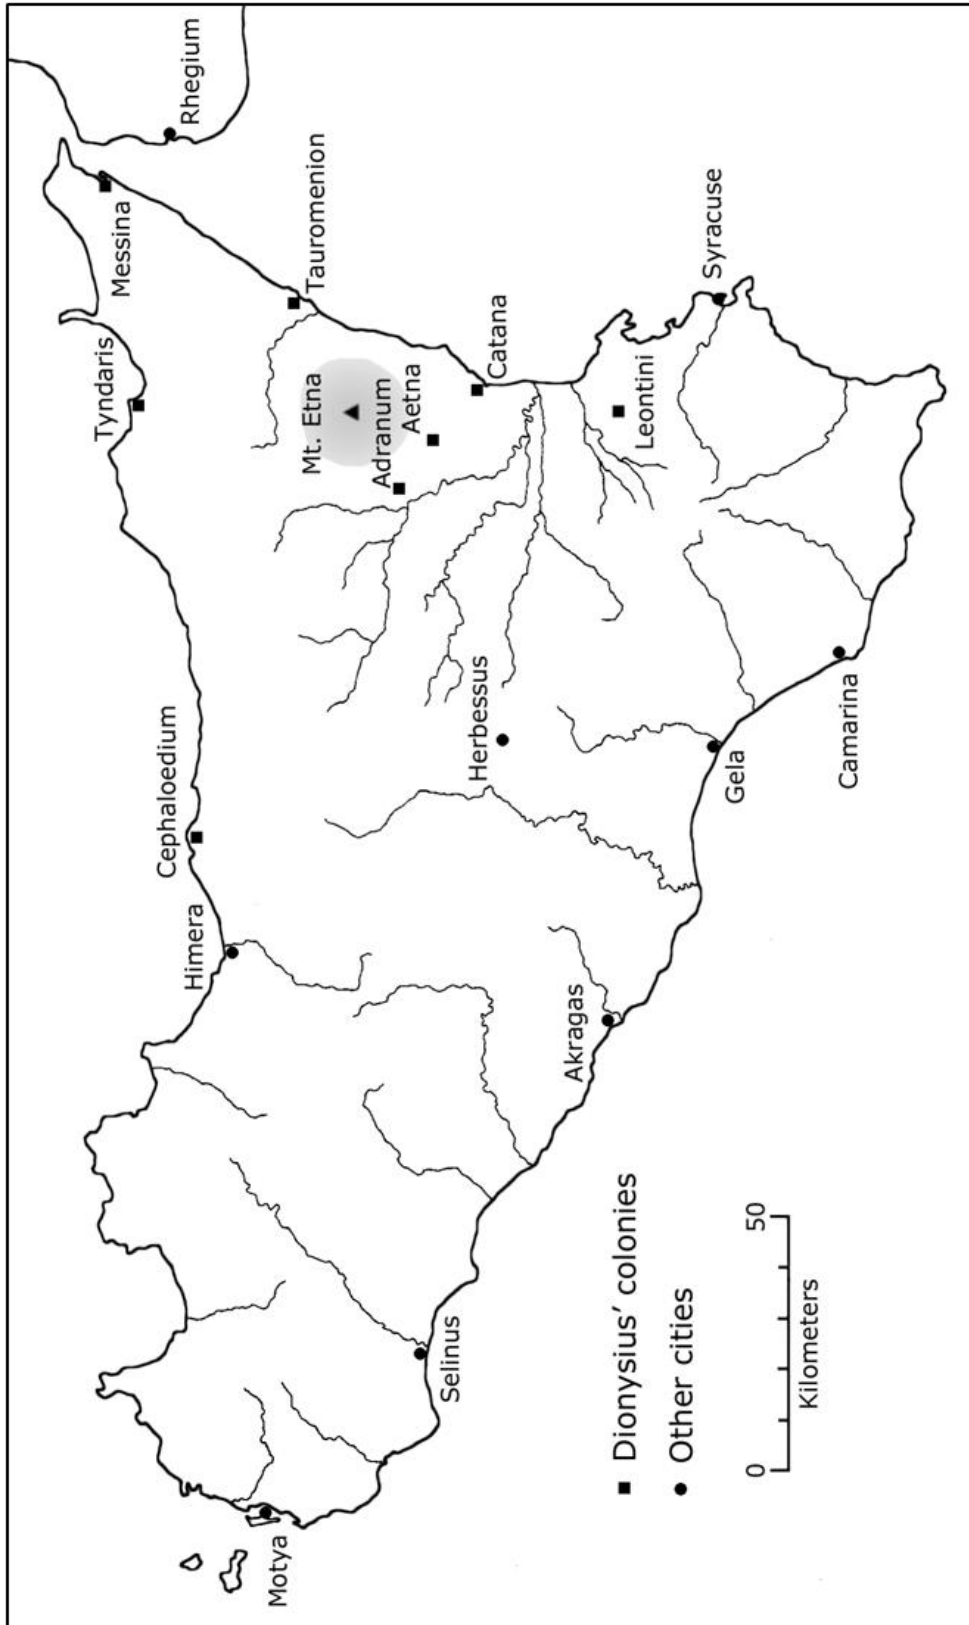 Rhegium
Messina
Tyndaris
Tauromenion
Mt. Etna
Adranum
Aetna
Catana
Cephaloedium
Himera
Leontini
Syracuse
Herbessus
Motya
Selinus
Akragas
Gela
Camarina
Dionysius' colonies
Other cities
0 50
Kilometers